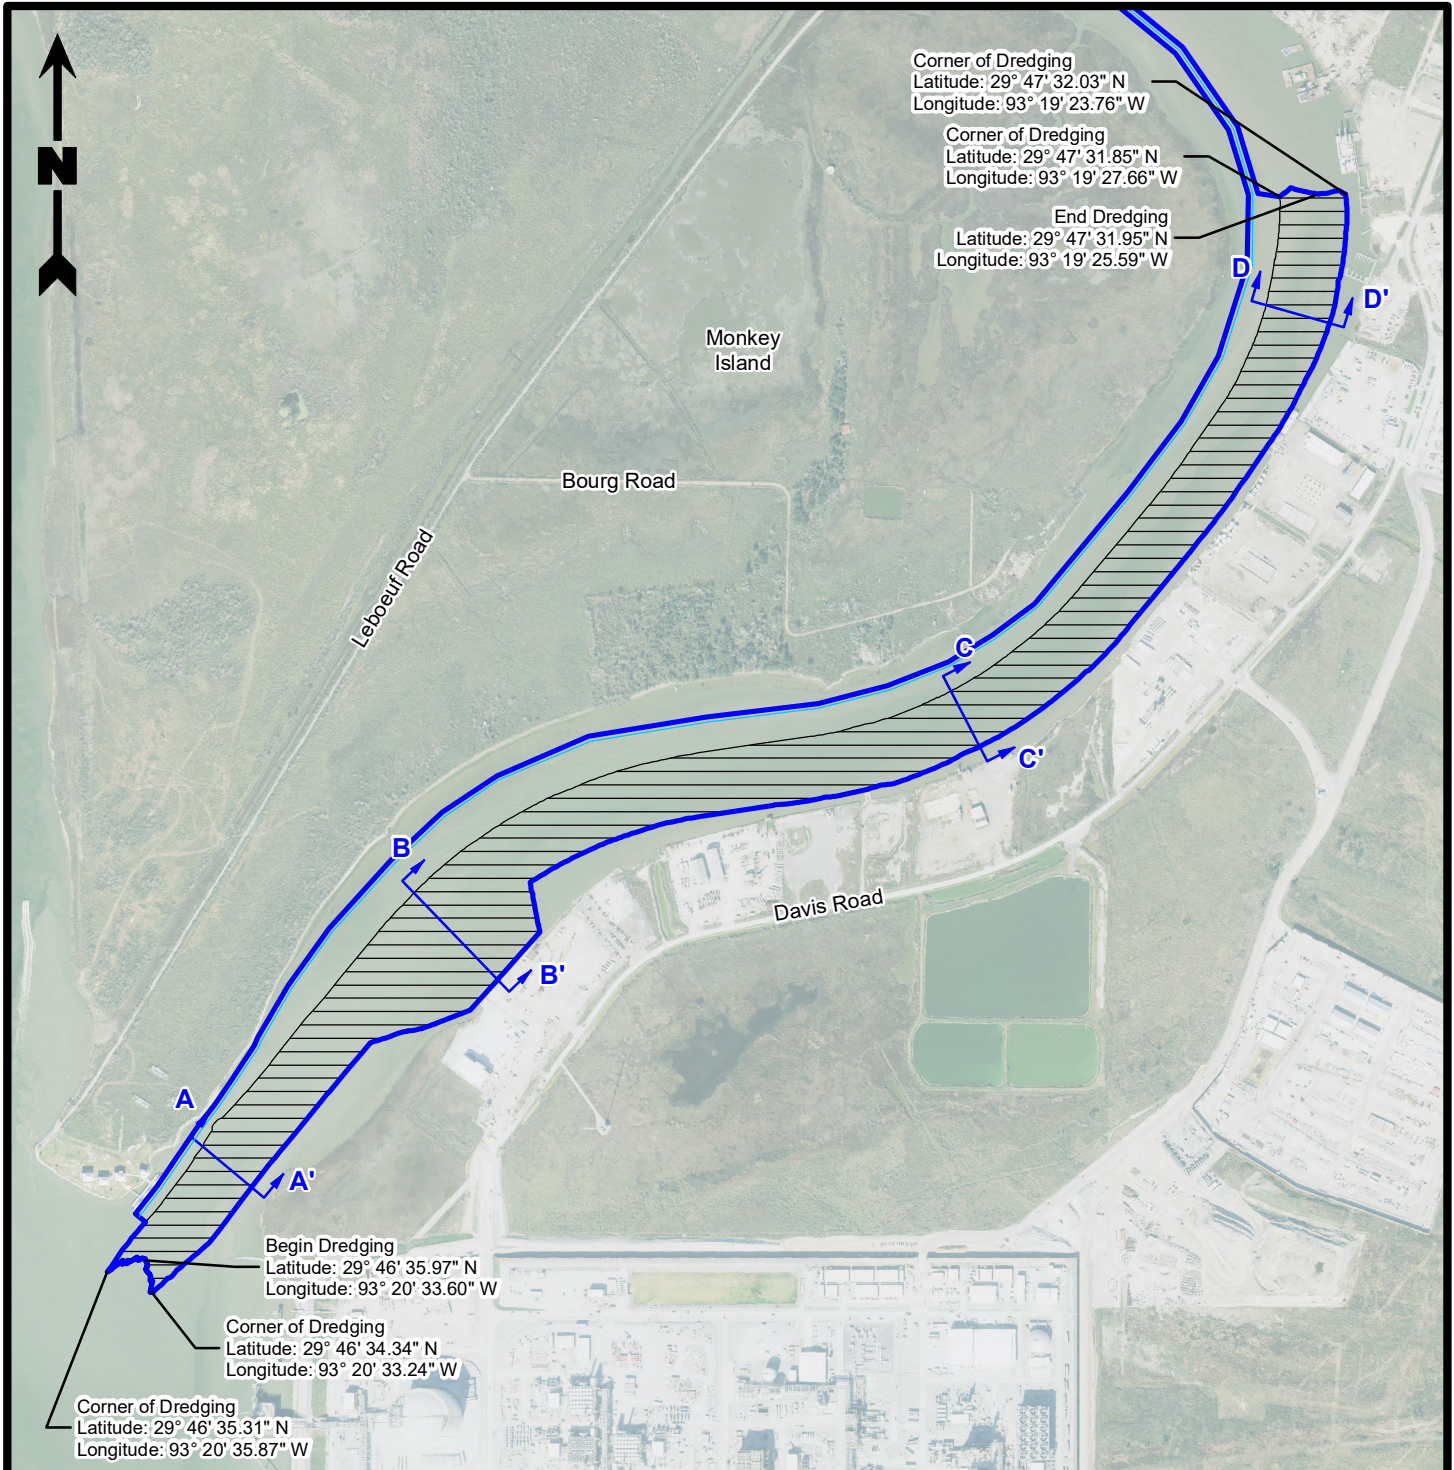 Corner of Dredging
Latitude: 29° 47' 32.03" N
Longitude: 93° 19' 23.76" W
Corner of Dredging
Latitude: 29° 47' 31.85" N
Longitude: 93° 19' 27.66" W
N
End Dredging
Latitude: 29° 47' 31.95" N
Longitude: 93° 19' 25.59" W
D
D'
Monkey
Island
Bourg Road
Leboeuf Road
C
C'
B
Davis Road
B'
A
A'
Begin Dredging
Latitude: 29° 46' 35.97" N
Longitude: 93° 20' 33.60" W
Corner of Dredging
Latitude: 29° 46' 34.34" N
Longitude: 93° 20' 33.24" W
Corner of Dredging
Latitude: 29° 46' 35.31" N
Longitude: 93° 20' 35.87" W